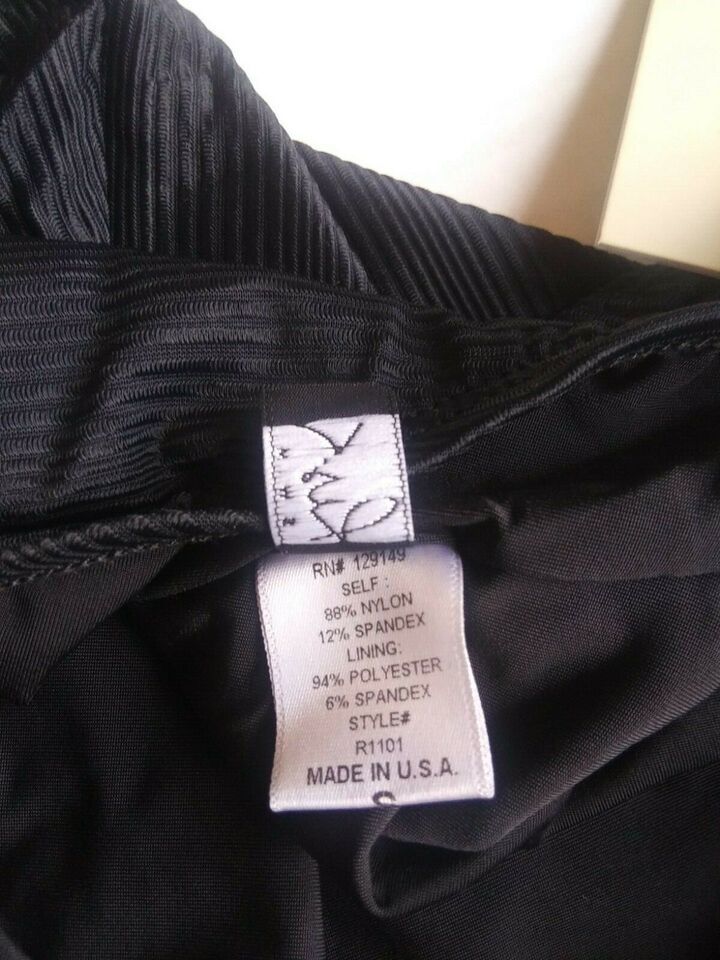 RN# 129149
SELF :
88% NYLON
12% SPANDEX
LINING:
94% POLYESTER
6% SPANDEX
STYLE#
R1101
MADE IN U.S.A.
S